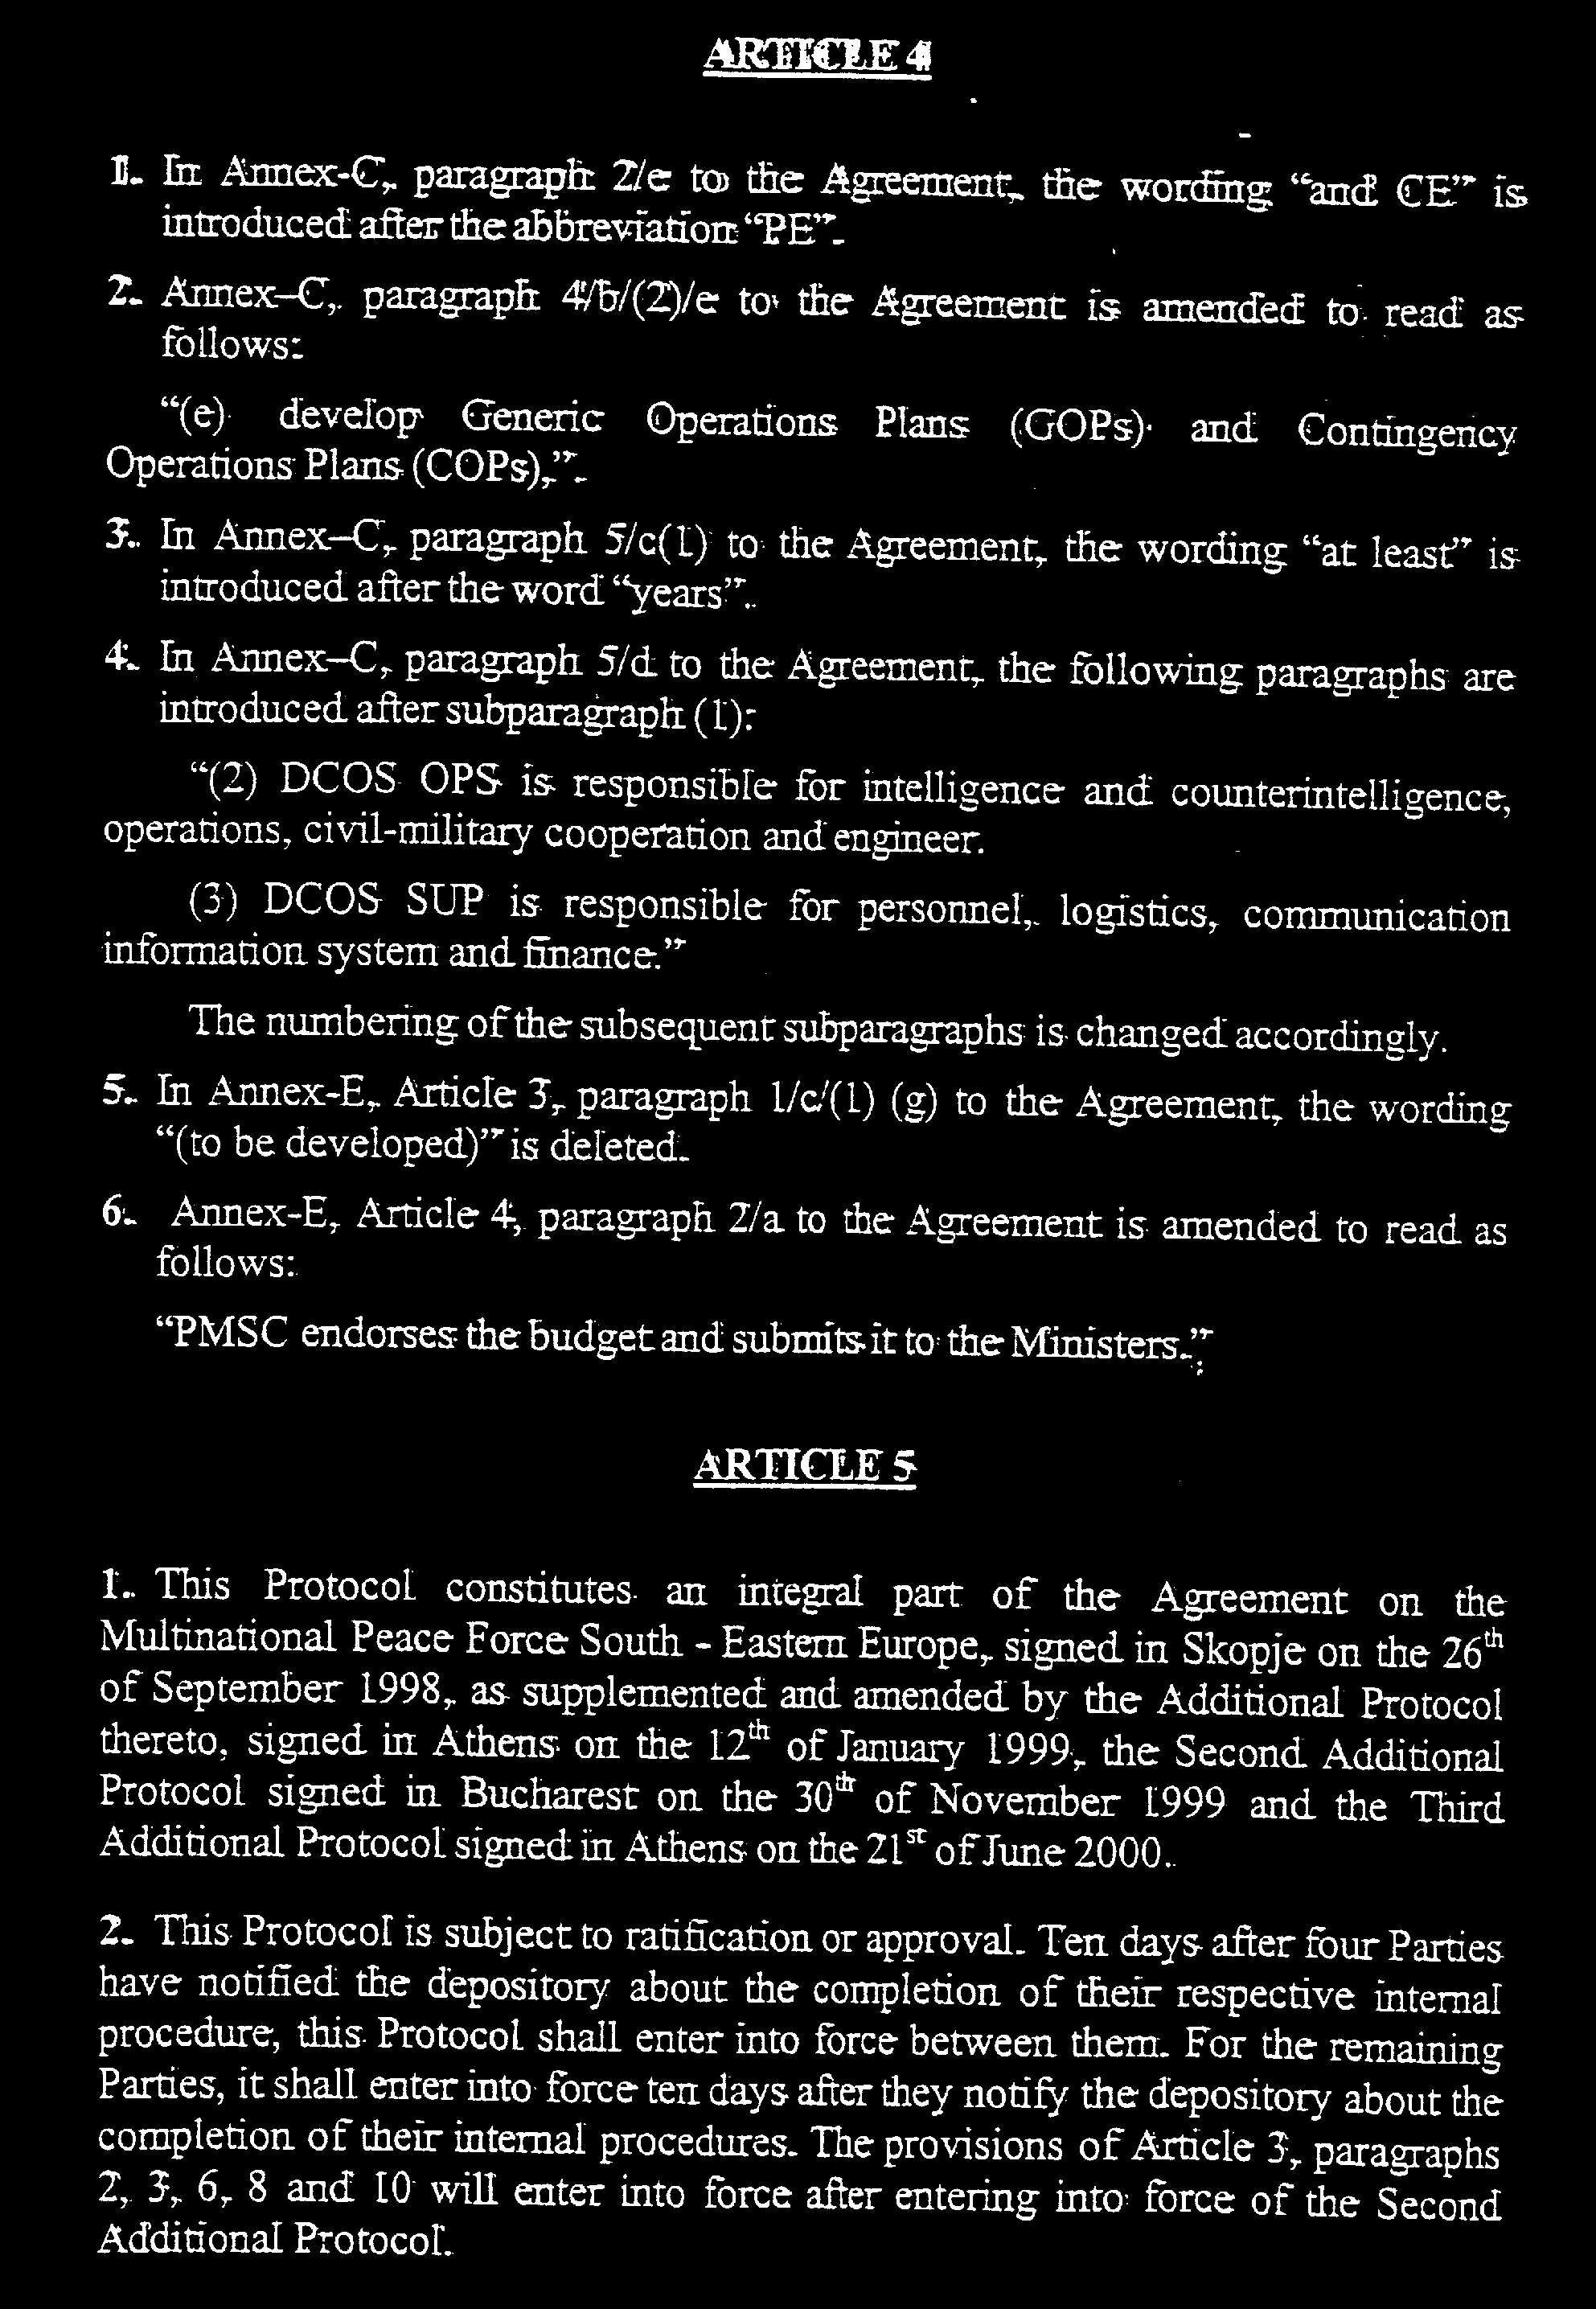 ARTICLE 4
1. In Annex-C, paragraph 2/e to the Agreement, the wording “and CE” is
introduced after the abbreviation “PE”.
2. Annex–C, paragraph 4/b/(2)/e to the Agreement is amended to read as
follows:
“(e) develop Generic Operations Plans (GOPs) and Contingency
Operations Plans (COPs),”.
3. In Annex–C, paragraph 5/c(1) to the Agreement, the wording “at least” is
introduced after the word “years”.
4. In Annex–C, paragraph 5/d to the Agreement, the following paragraphs are
introduced after subparagraph (1):
“(2) DCOS OPS is responsible for intelligence and counterintelligence,
operations, civil-military cooperation and engineer.
(3) DCOS SUP is responsible for personnel, logistics, communication
information system and finance.”
The numbering of the subsequent subparagraphs is changed accordingly.
5. In Annex-E, Article 3, paragraph 1/c/(1) (g) to the Agreement, the wording
“(to be developed)” is deleted.
6. Annex-E, Article 4, paragraph 2/a to the Agreement is amended to read as
follows:
“PMSC endorses the budget and submits it to the Ministers.”
ARTICLE 5
1. This Protocol constitutes an integral part of the Agreement on the
Multinational Peace Force South - Eastern Europe, signed in Skopje on the 26th
of September 1998, as supplemented and amended by the Additional Protocol
thereto, signed in Athens on the 12th of January 1999, the Second Additional
Protocol signed in Bucharest on the 30th of November 1999 and the Third
Additional Protocol signed in Athens on the 21st of June 2000.
2. This Protocol is subject to ratification or approval. Ten days after four Parties
have notified the depository about the completion of their respective internal
procedure, this Protocol shall enter into force between them. For the remaining
Parties, it shall enter into force ten days after they notify the depository about the
completion of their internal procedures. The provisions of Article 3, paragraphs
2, 3, 6, 8 and 10 will enter into force after entering into force of the Second
Additional Protocol.